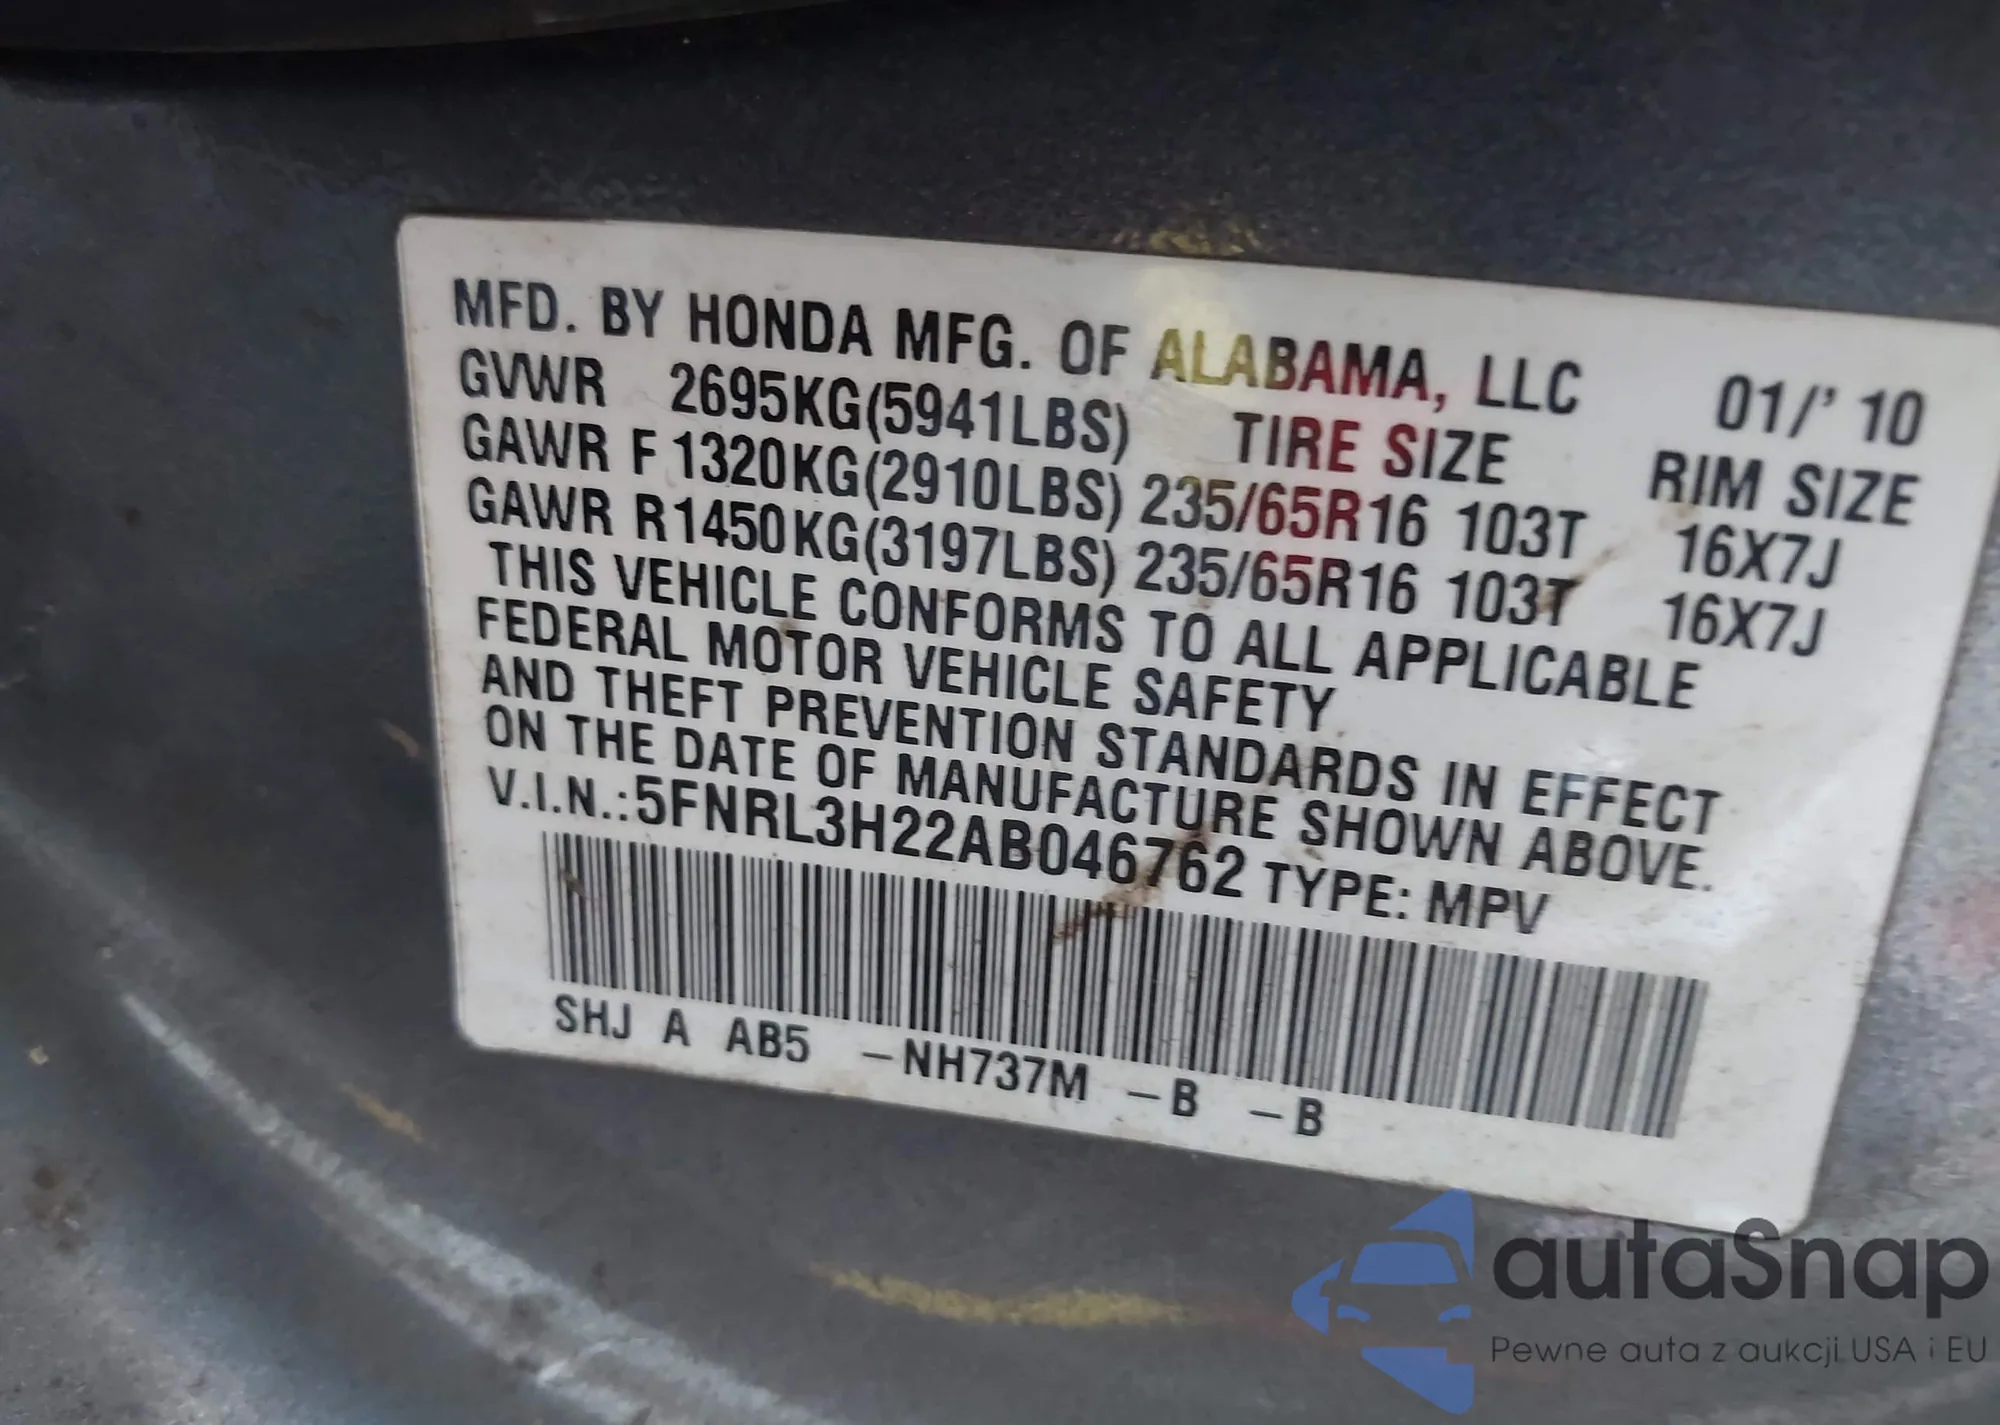 MFD. BY HONDA MFG. OF ALABAMA, LLC 01/' 10
GVWR 2695KG(5941LBS) TIRE SIZE RIM SIZE
GAWR F 1320KG(2910LBS) 235/65R16 103T 16X7J
GAWR R 1450KG(3197LBS) 235/65R16 103T 16X7J
THIS VEHICLE CONFORMS TO ALL APPLICABLE
FEDERAL MOTOR VEHICLE SAFETY
AND THEFT PREVENTION STANDARDS IN EFFECT
ON THE DATE OF MANUFACTURE SHOWN ABOVE.
V.I.N.:5FNRL3H22AB046762 TYPE: MPV
SHJ A AB5 –NH737M –B –B
autaSnap
Pewne auta z aukcji USA i EU